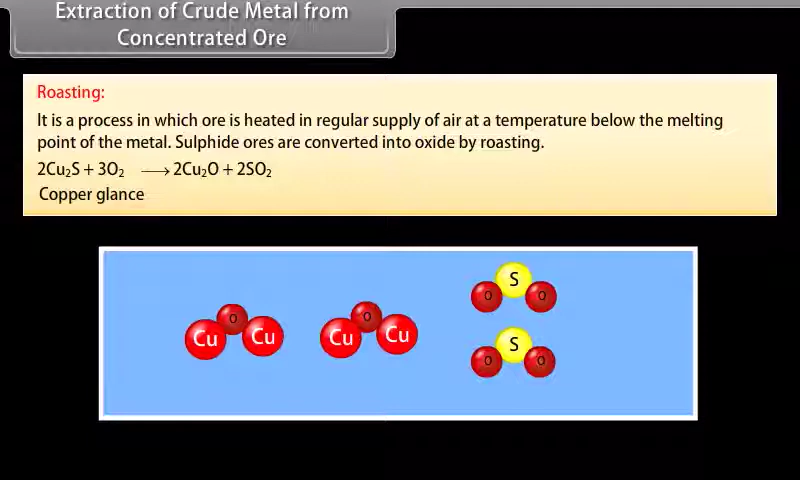 Extraction of Crude Metal from
Concentrated Ore
Roasting:
It is a process in which ore is heated in regular supply of air at a temperature below the melting
point of the metal. Sulphide ores are converted into oxide by roasting.
2Cu₂S + 3O₂ ⟶ 2Cu₂O + 2SO₂
Copper glance
S
O O
O O
Cu Cu Cu Cu
S
O O